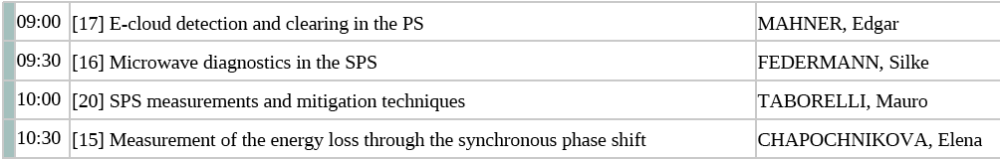 09:00 [17] E-cloud detection and clearing in the PS MAHNER, Edgar
09:30 [16] Microwave diagnostics in the SPS FEDERMANN, Silke
10:00 [20] SPS measurements and mitigation techniques TABORELLI, Mauro
10:30 [15] Measurement of the energy loss through the synchronous phase shift CHAPOCHNIKOVA, Elena